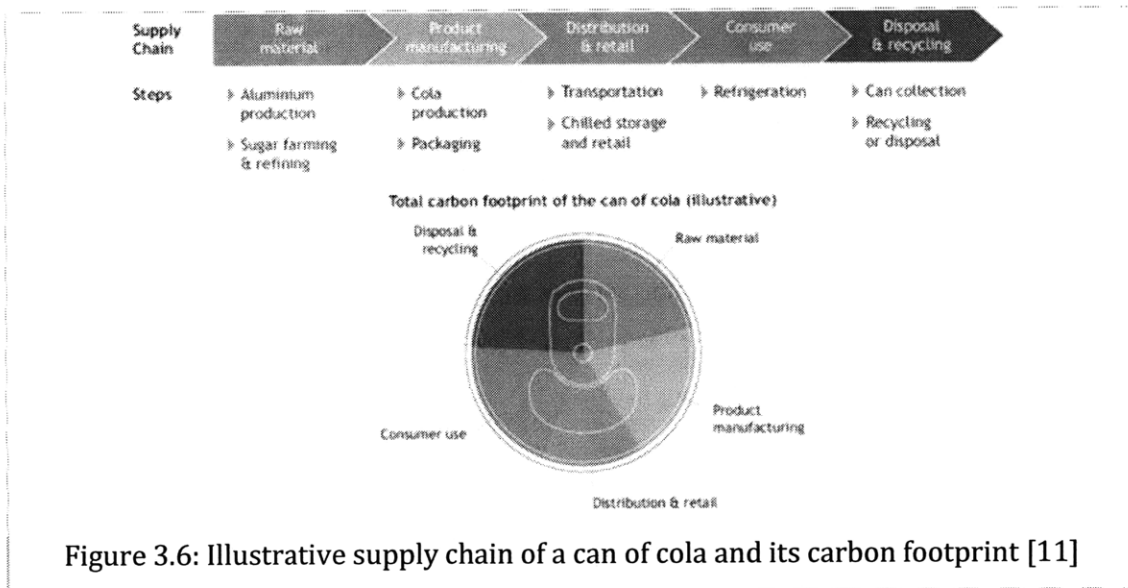 Supply
Chain
Raw
material
Product
manufacturing
Distribution
& retail
Consumer
use
Disposal
& recycling
Steps
Aluminium
production
Sugar farming
& refining
Cola
production
Packaging
Transportation
Chilled storage
and retail
Refrigeration
Can collection
Recycling
or disposal
Total carbon footprint of the can of cola (illustrative)
Disposal &
recycling
Raw material
Product
manufacturing
Consumer use
Distribution & retail
Figure 3.6: Illustrative supply chain of a can of cola and its carbon footprint [11]